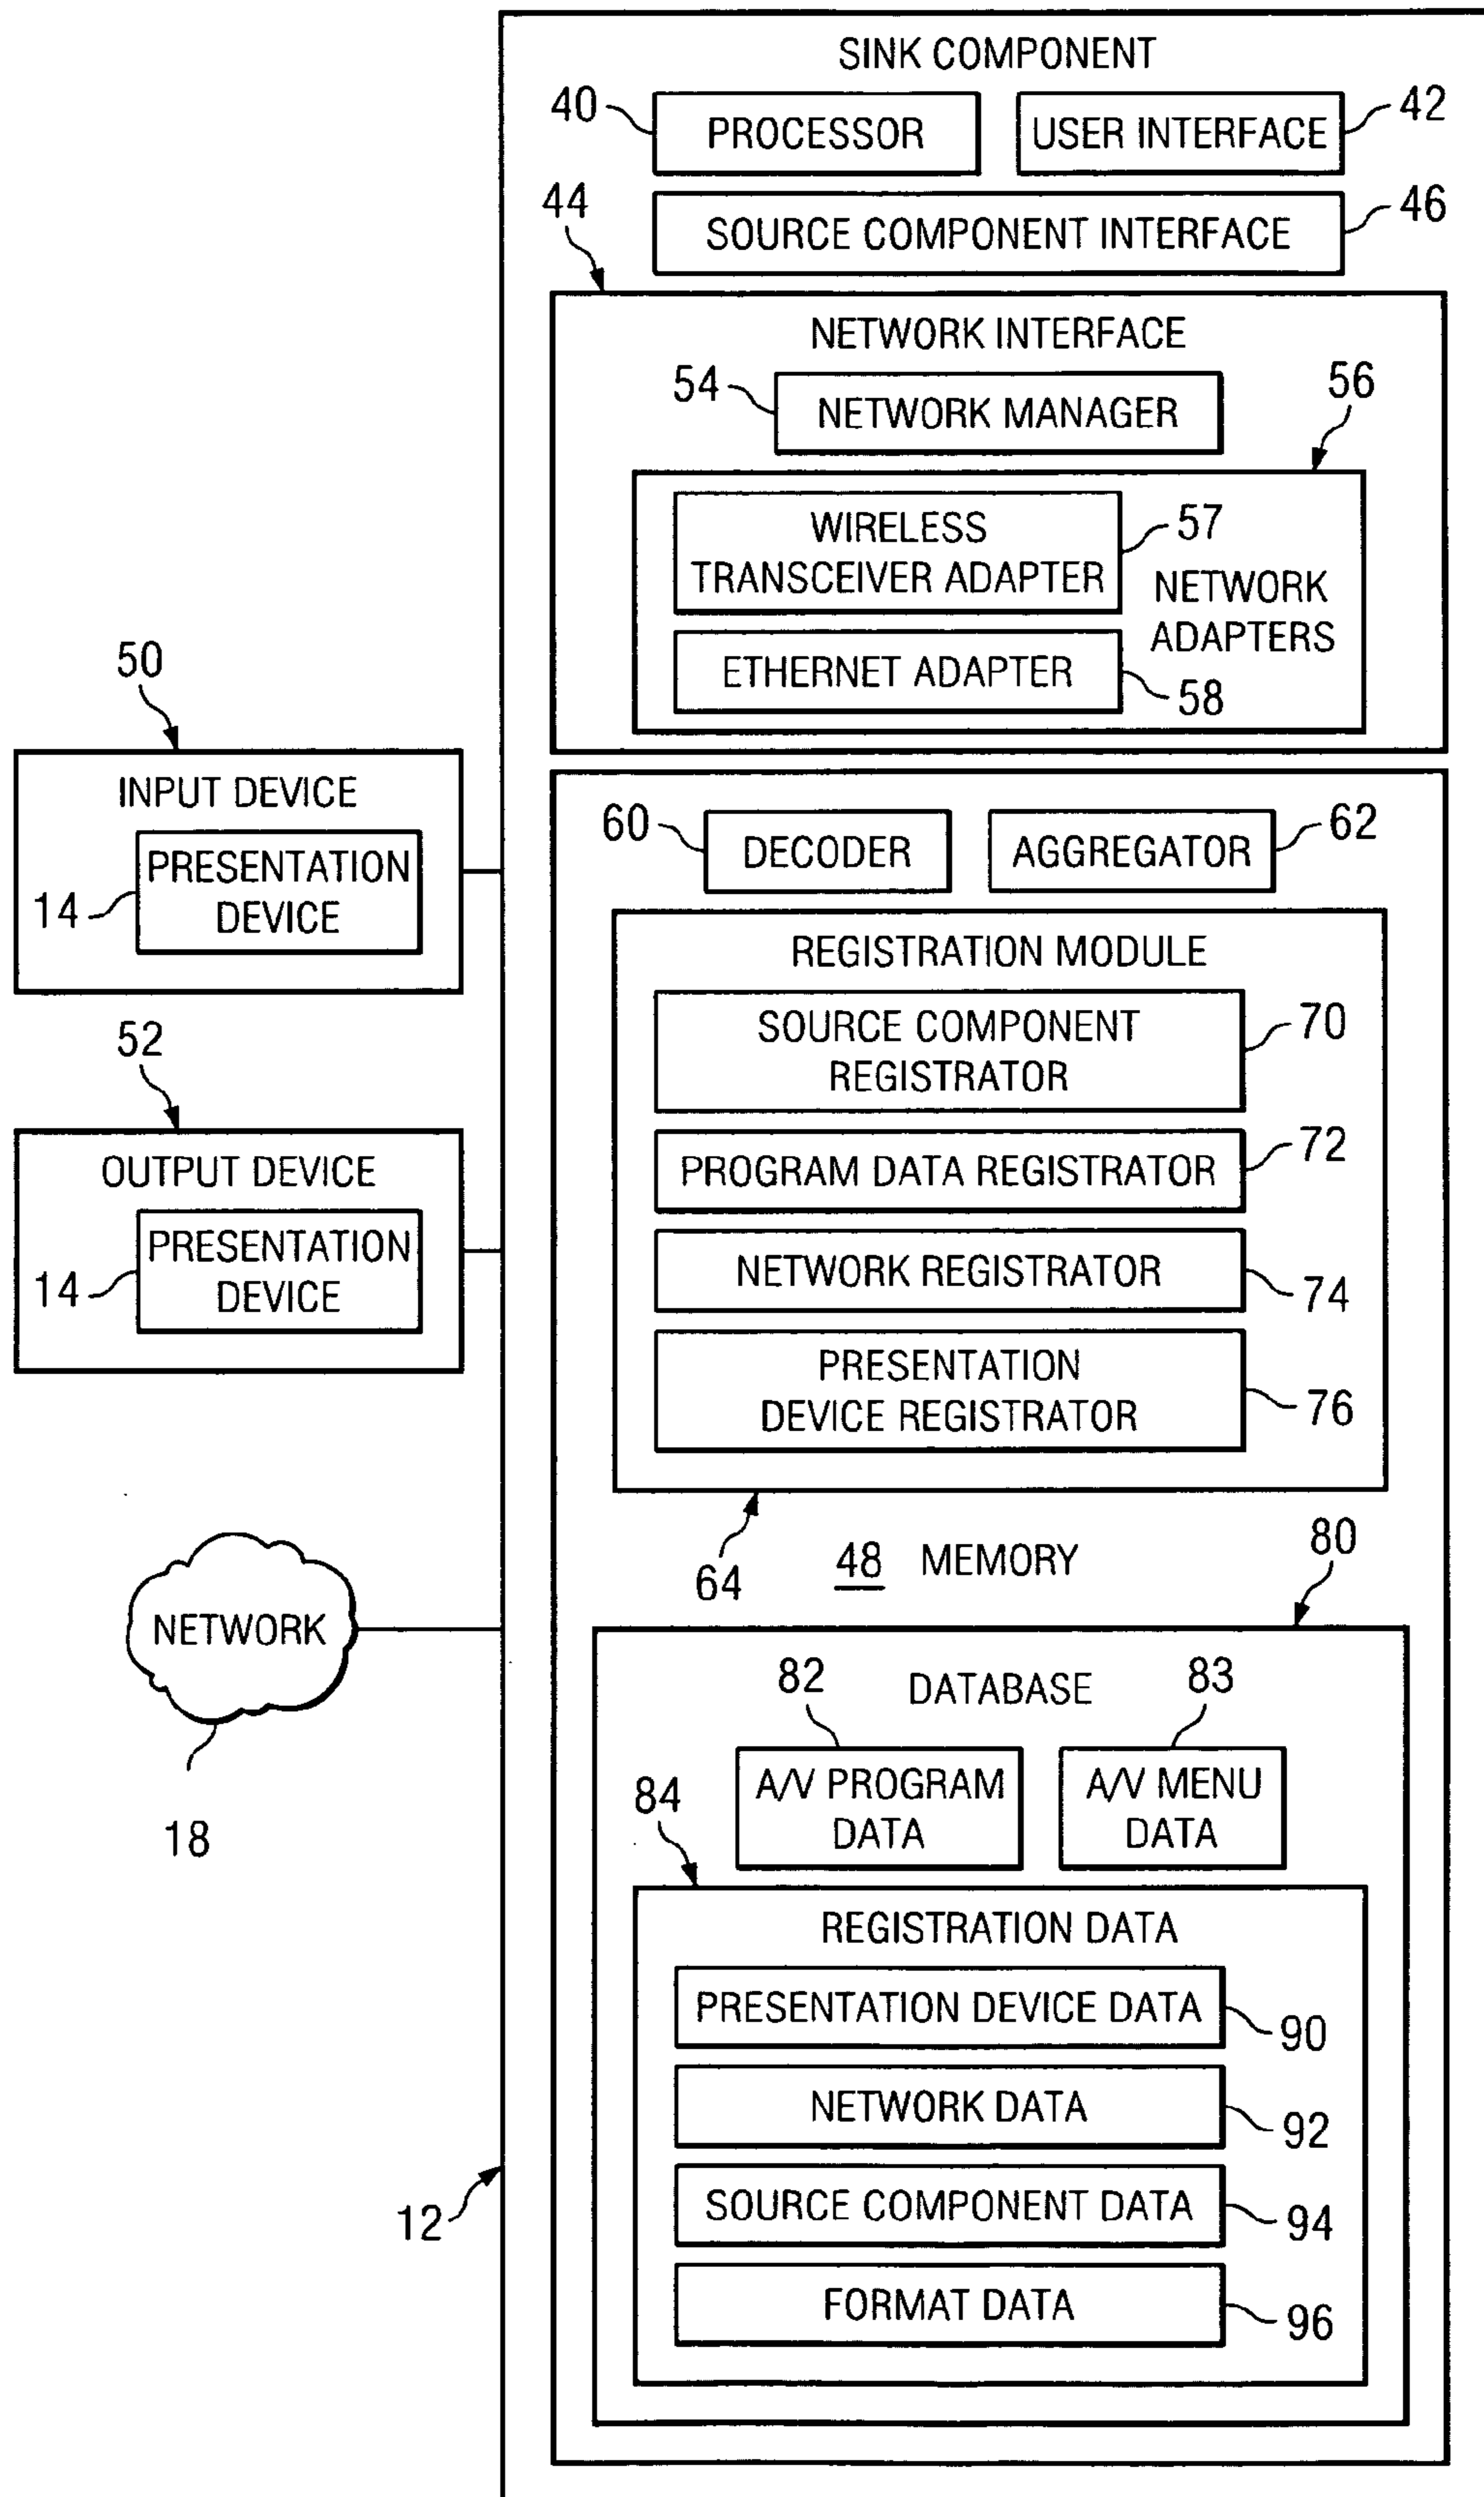 SINK COMPONENT
40
PROCESSOR
USER INTERFACE
42
44
SOURCE COMPONENT INTERFACE
46
NETWORK INTERFACE
54
NETWORK MANAGER
56
WIRELESS
TRANSCEIVER ADAPTER
57
NETWORK
ADAPTERS
ETHERNET ADAPTER
58
50
INPUT DEVICE
PRESENTATION
DEVICE
14
52
OUTPUT DEVICE
PRESENTATION
DEVICE
14
60
DECODER
AGGREGATOR
62
REGISTRATION MODULE
SOURCE COMPONENT
REGISTRATOR
70
PROGRAM DATA REGISTRATOR
72
NETWORK REGISTRATOR
74
PRESENTATION
DEVICE REGISTRATOR
76
64
48 MEMORY
80
NETWORK
18
82
DATABASE
83
84
A/V PROGRAM
DATA
A/V MENU
DATA
REGISTRATION DATA
PRESENTATION DEVICE DATA
90
NETWORK DATA
92
SOURCE COMPONENT DATA
94
12
FORMAT DATA
96